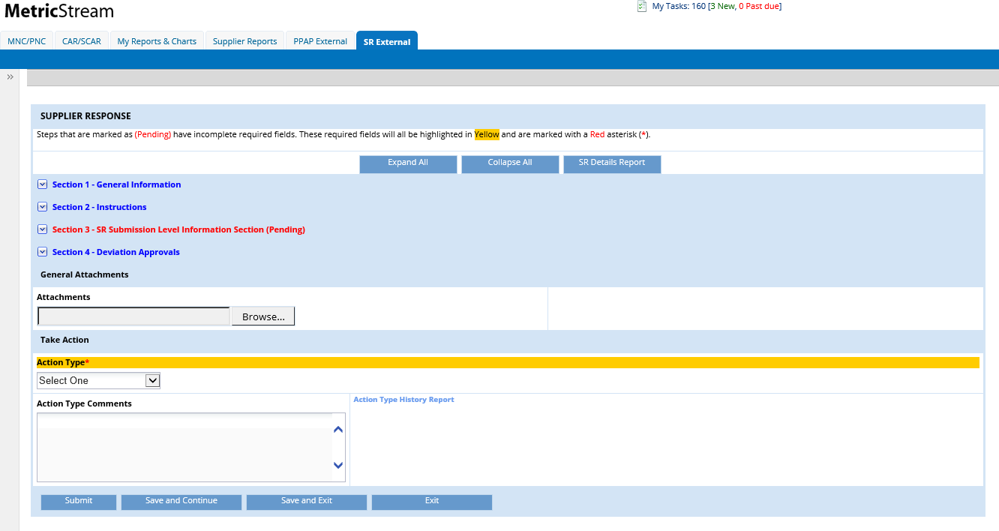 MetricStream
My Tasks: 160 [3 New, 0 Past due]
MNC/PNC CAR/SCAR My Reports & Charts Supplier Reports PPAP External SR External
»
SUPPLIER RESPONSE
Steps that are marked as (Pending) have incomplete required fields. These required fields will all be highlighted in Yellow and are marked with a Red asterisk (*).
Expand All Collapse All SR Details Report
Section 1 - General Information
Section 2 - Instructions
Section 3 - SR Submission Level Information Section (Pending)
Section 4 - Deviation Approvals
General Attachments
Attachments
Browse...
Take Action
Action Type*
Select One
Action Type Comments
Action Type History Report
Submit Save and Continue Save and Exit Exit